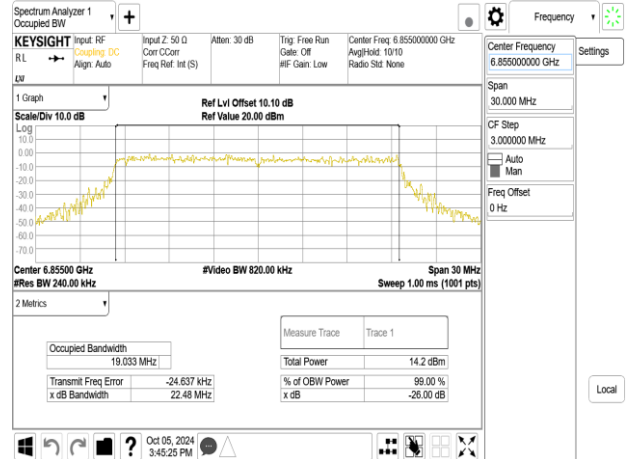 Spectrum Analyzer 1
Occupied BW
Frequency
KEYSIGHT
Input: RF
Coupling: DC
Align: Auto
Input Z: 50 Ω
Corr CCorr
Freq Ref: Int (S)
Atten: 30 dB
Trig: Free Run
Gate: Off
#IF Gain: Low
Center Freq: 6.855000000 GHz
Avg|Hold: 10/10
Radio Std: None
R L
Center Frequency
6.855000000 GHz
Settings
Span
30.000 MHz
CF Step
3.000000 MHz
Auto
Man
Freq Offset
0 Hz
Local
1 Graph
Scale/Div 10.0 dB
Ref Lvl Offset 10.10 dB
Ref Value 20.00 dBm
Log
10.0
0.00
-10.0
-20.0
-30.0
-40.0
-50.0
-60.0
-70.0
Center 6.85500 GHz
#Video BW 820.00 kHz
Span 30 MHz
#Res BW 240.00 kHz
Sweep 1.00 ms (1001 pts)
2 Metrics
Measure Trace Trace 1
Occupied Bandwidth
19.033 MHz
Total Power 14.2 dBm
Transmit Freq Error -24.637 kHz
% of OBW Power 99.00 %
x dB Bandwidth 22.48 MHz
x dB -26.00 dB
Oct 05, 2024
3:45:25 PM